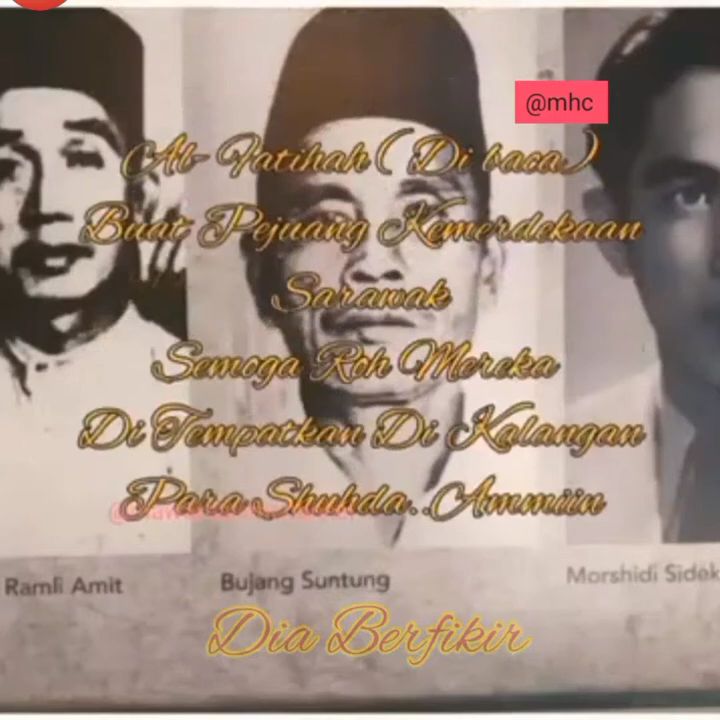 @mhc
Al-Fatihah ( Di baca )
Buat Pejuang Kemerdekaan
Sarawak
Semoga Roh Mereka
Di Tempatkan Di Kalangan
Para Shuhda..Ammiin
Ramli Amit
Bujang Suntung
Morshidi Sidek
Dia Berfikir